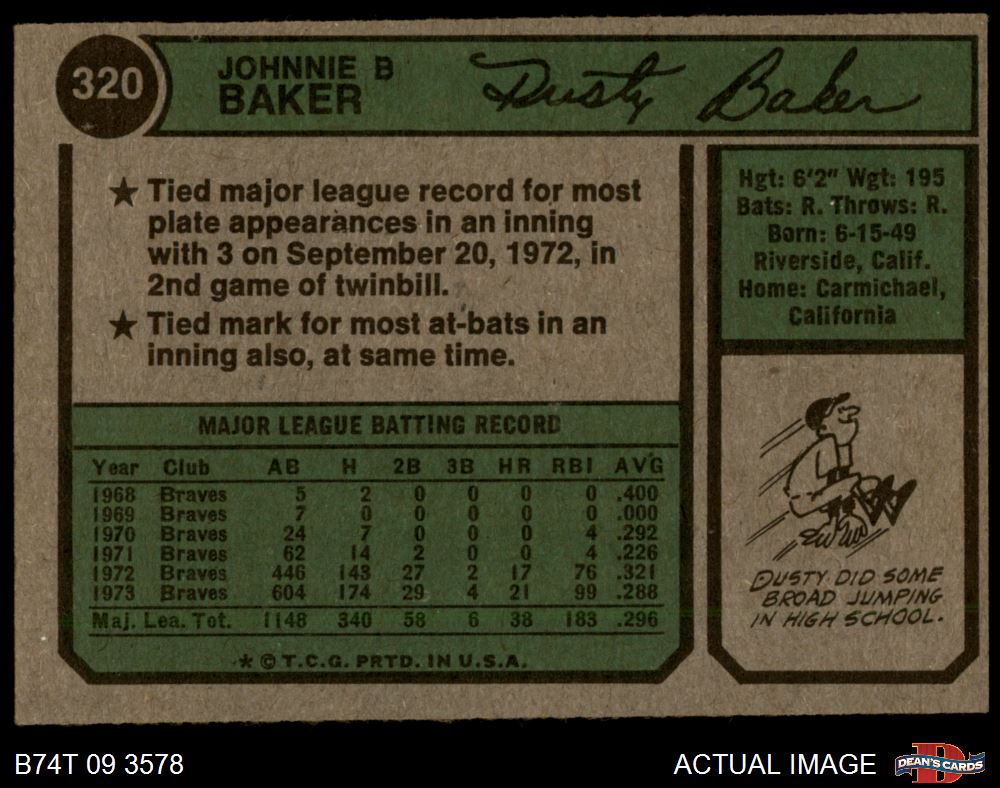 320
JOHNNIE B
BAKER
Dusty Baker
★ Tied major league record for most
plate appearances in an inning
with 3 on September 20, 1972, in
2nd game of twinbill.
★ Tied mark for most at-bats in an
inning also, at same time.
Hgt: 6'2" Wgt: 195
Bats: R. Throws: R.
Born: 6-15-49
Riverside, Calif.
Home: Carmichael,
California
MAJOR LEAGUE BATTING RECORD
Year Club AB H 2B 3B HR RBI AVG
1968 Braves 5 2 0 0 0 0 .400
1969 Braves 7 0 0 0 0 0 .000
1970 Braves 24 7 0 0 0 4 .292
1971 Braves 62 14 2 0 0 4 .226
1972 Braves 446 143 27 2 17 76 .321
1973 Braves 604 174 29 4 21 99 .288
Maj. Lea. Tot. 1148 340 58 6 38 183 .296
* © T.C.G. PRTD. IN U.S.A.
DUSTY DID SOME
BROAD JUMPING
IN HIGH SCHOOL.
B74T 09 3578
ACTUAL IMAGE
D
DEAN'S CARDS